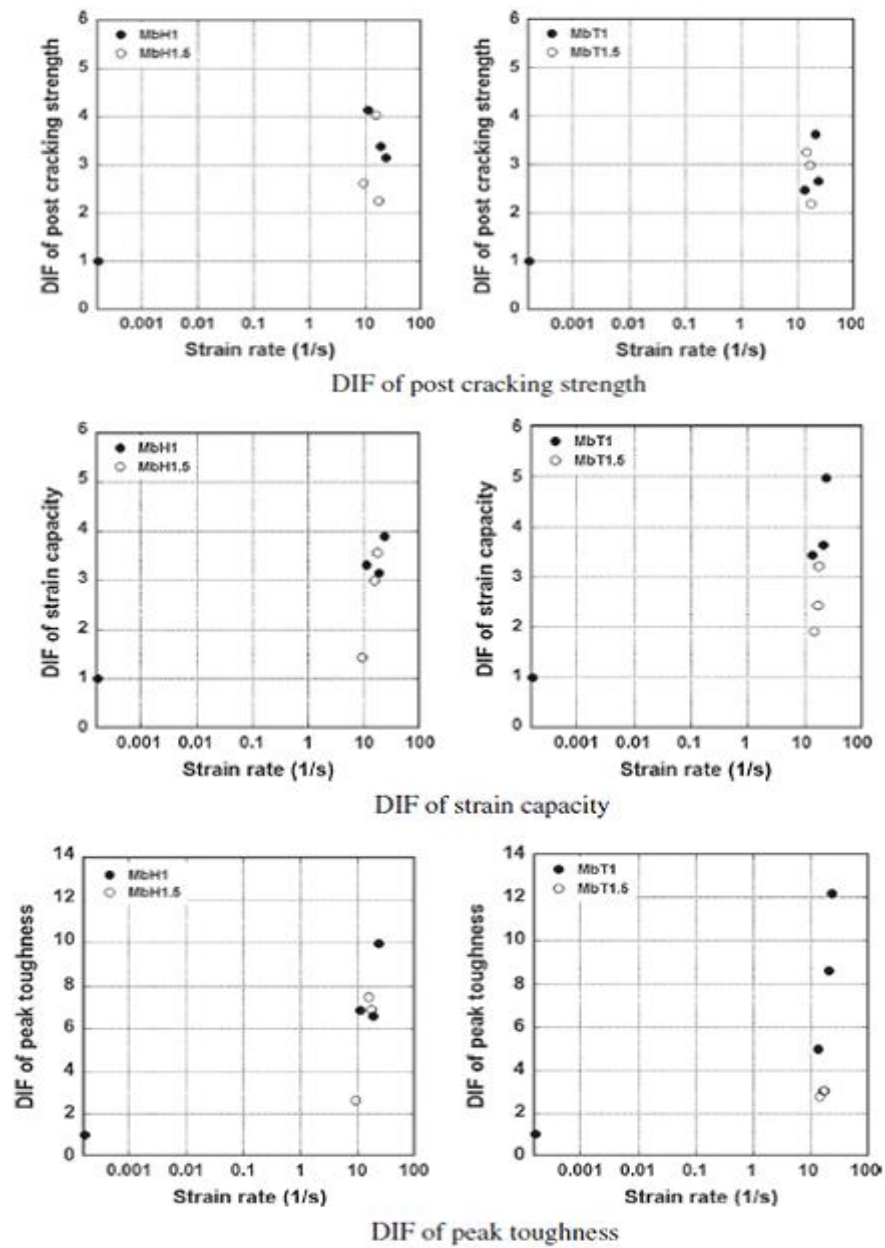 6
5
4
3
2
1
0
MbH1
MbH1.5
DIF of post cracking strength
0.001 0.01 0.1 1 10 100
Strain rate (1/s)
6
5
4
3
2
1
0
MbT1
MbT1.5
DIF of post cracking strength
0.001 0.01 0.1 1 10 100
Strain rate (1/s)
DIF of post cracking strength
6
5
4
3
2
1
0
MbH1
MbH1.5
DIF of strain capacity
0.001 0.01 0.1 1 10 100
Strain rate (1/s)
6
5
4
3
2
1
0
MbT1
MbT1.5
DIF of strain capacity
0.001 0.01 0.1 1 10 100
Strain rate (1/s)
DIF of strain capacity
14
12
10
8
6
4
2
0
MbH1
MbH1.5
DIF of peak toughness
0.001 0.01 0.1 1 10 100
Strain rate (1/s)
14
12
10
8
6
4
2
0
MbT1
MbT1.5
DIF of peak toughness
0.001 0.01 0.1 1 10 100
Strain rate (1/s)
DIF of peak toughness